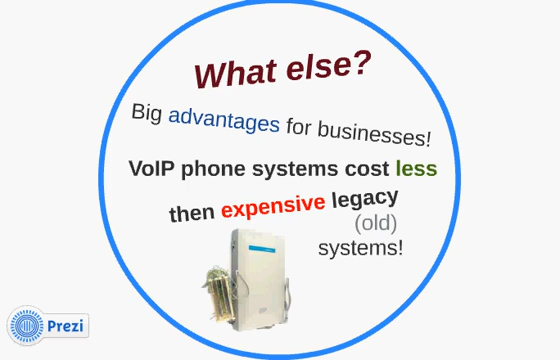 What else?
Big advantages for businesses!
VoIP phone systems cost less
then expensive legacy
(old)
systems!
Prezi